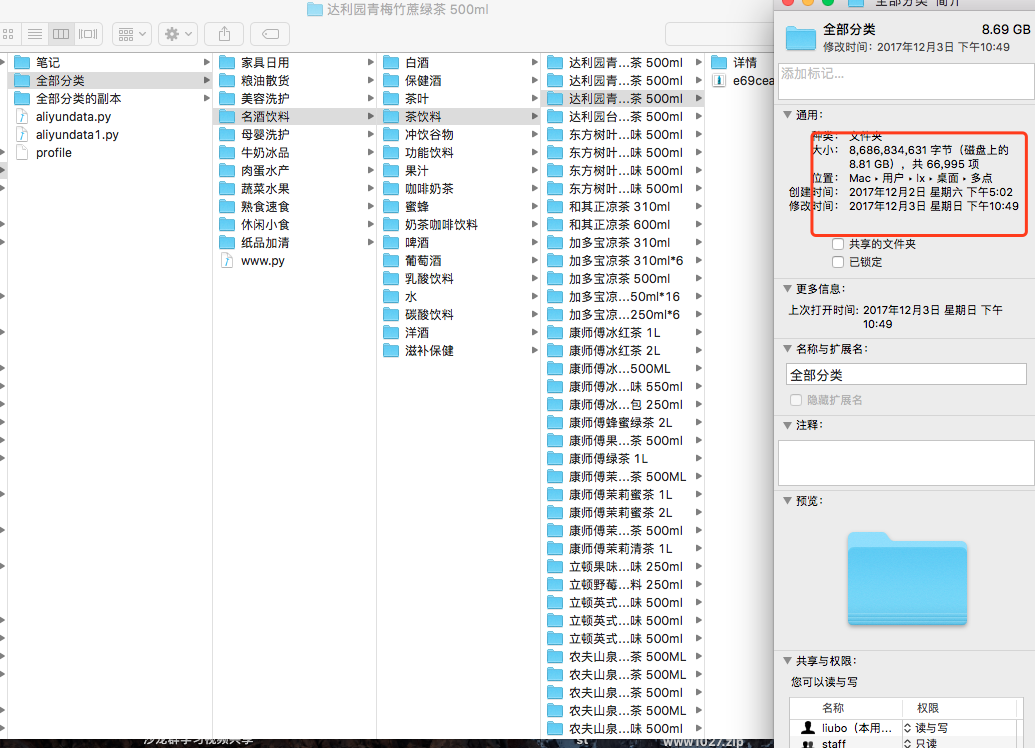 达利园青梅竹蔗绿茶 500ml
笔记
全部分类
全部分类的副本
aliyundata.py
aliyundata1.py
profile
家具日用
粮油散货
美容洗护
名酒饮料
母婴洗护
牛奶冰品
肉蛋水产
蔬菜水果
熟食速食
休闲小食
纸品加清
www.py
白酒
保健酒
茶叶
茶饮料
冲饮谷物
功能饮料
果汁
咖啡奶茶
蜜蜂
奶茶咖啡饮料
啤酒
葡萄酒
乳酸饮料
水
碳酸饮料
洋酒
滋补保健
达利园青...茶 500ml
达利园青...茶 500ml
达利园青...茶 500ml
达利园台...茶 500ml
东方树叶...味 500ml
东方树叶...味 500ml
东方树叶...味 500ml
东方树叶...味 500ml
和其正凉茶 310ml
和其正凉茶 600ml
加多宝凉茶 310ml
加多宝凉茶 310ml*6
加多宝凉茶 500ml
加多宝凉...50ml*16
加多宝凉...250ml*6
康师傅冰红茶 1L
康师傅冰红茶 2L
康师傅冰...500ML
康师傅冰...味 550ml
康师傅冰...包 250ml
康师傅蜂蜜绿茶 2L
康师傅果...茶 500ml
康师傅绿茶 1L
康师傅茉...茶 500ML
康师傅茉莉蜜茶 1L
康师傅茉莉蜜茶 2L
康师傅茉...茶 500ml
康师傅茉莉清茶 1L
立顿果味...味 250ml
立顿野莓...料 250ml
立顿英式...味 500ml
立顿英式...味 500ml
立顿英式...味 500ml
农夫山泉...茶 500ML
农夫山泉...茶 500ML
农夫山泉...茶 500ml
农夫山泉...茶 500ML
农夫山泉...味 500ml
详情
e69cea
全部分类 简介
全部分类 8.69 GB
修改时间：2017年12月3日 下午10:49
添加标记...
通用：
种类： 文件夹
大小： 8,686,834,631 字节（磁盘上的
8.81 GB），共 66,995 项
位置： Mac ▸ 用户 ▸ lx ▸ 桌面 ▸ 多点
创建时间： 2017年12月2日 星期六 下午5:02
修改时间： 2017年12月3日 星期日 下午10:49
共享的文件夹
已锁定
更多信息：
上次打开时间： 2017年12月3日 星期日 下午
10:49
名称与扩展名：
全部分类
隐藏扩展名
注释：
预览：
共享与权限：
您可以读与写
名称 权限
liubo（本用... 读与写
staff 只读
st
www1027.zip